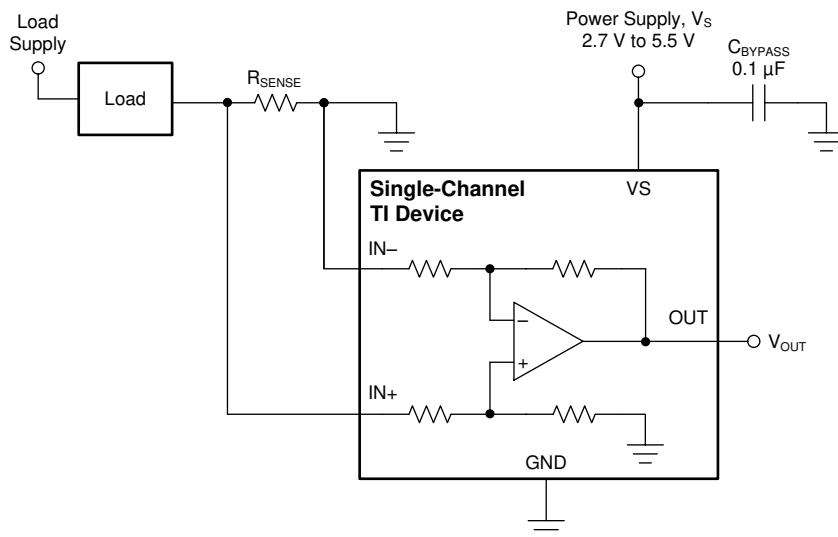 Load
Supply
Load
R_SENSE
Power Supply, V_S
2.7 V to 5.5 V
C_BYPASS
0.1 µF
Single-Channel
TI Device
VS
IN–
–
+
OUT
V_OUT
IN+
GND